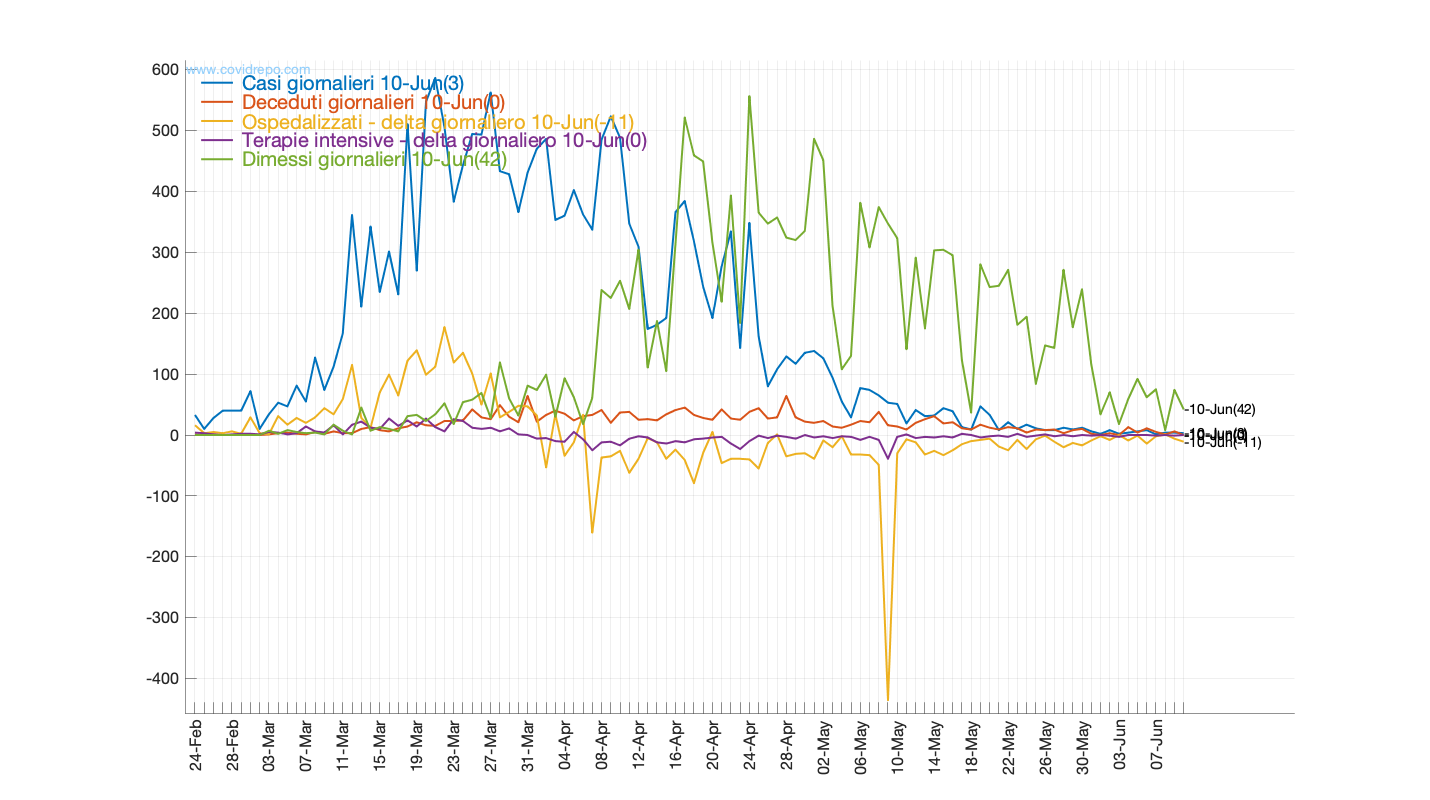 www.covidrepo.com
Casi giornalieri 10-Jun(3)
Deceduti giornalieri 10-Jun(0)
Ospedalizzati - delta giornaliero 10-Jun(-11)
Terapie intensive - delta giornaliero 10-Jun(0)
Dimessi giornalieri 10-Jun(42)
600
500
400
300
200
100
0
-100
-200
-300
-400
10-Jun(42)
10-Jun(3)
10-Jun(-11)
24-Feb
28-Feb
03-Mar
07-Mar
11-Mar
15-Mar
19-Mar
23-Mar
27-Mar
31-Mar
04-Apr
08-Apr
12-Apr
16-Apr
20-Apr
24-Apr
28-Apr
02-May
06-May
10-May
14-May
18-May
22-May
26-May
30-May
03-Jun
07-Jun